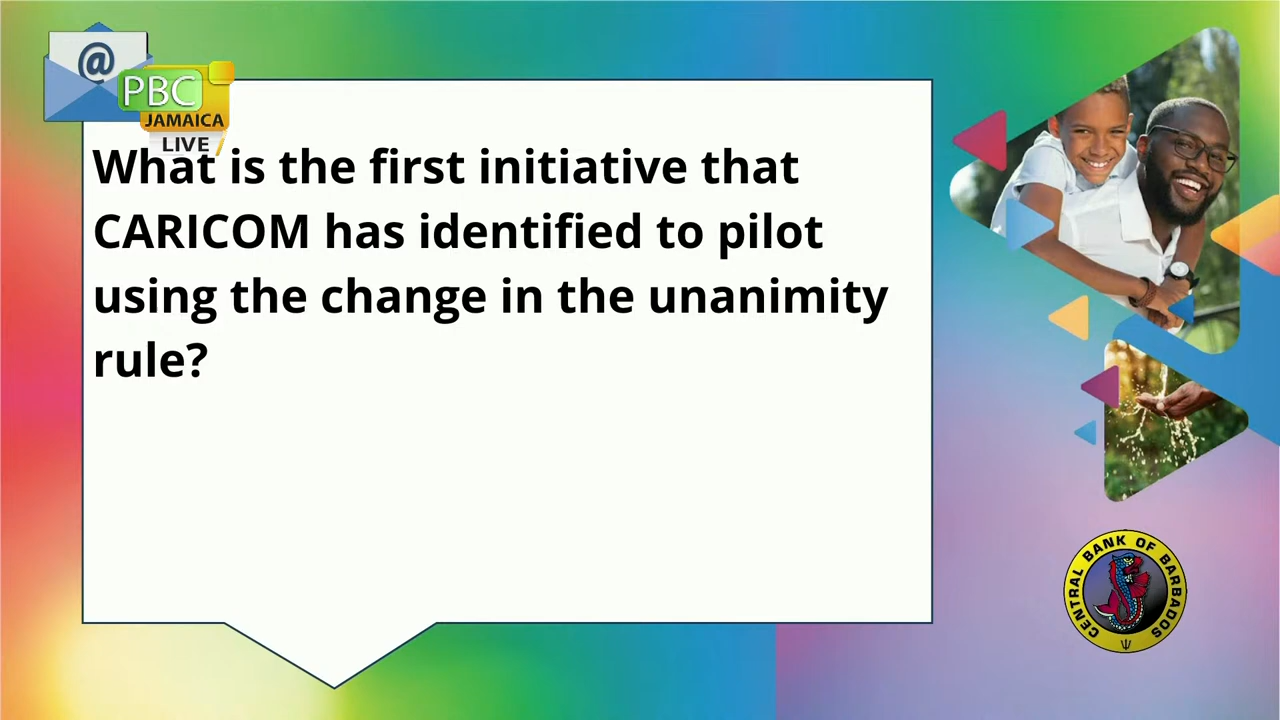 @
PBC
JAMAICA
LIVE
What is the first initiative that
CARICOM has identified to pilot
using the change in the unanimity
rule?
CENTRAL BANK OF BARBADOS